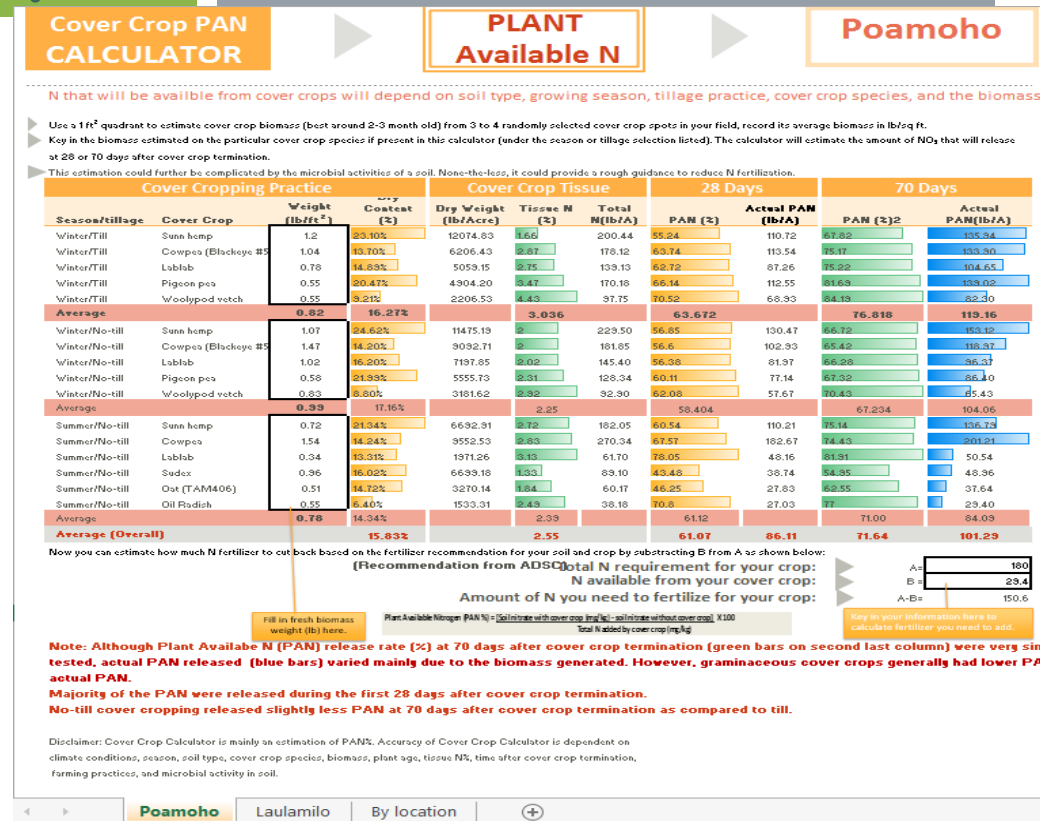 Cover Crop PAN
CALCULATOR
PLANT
Available N
Poamoho
N that will be availble from cover crops will depend on soil type, growing season, tillage practice, cover crop species, and the biomass
Use a 1 ft² quadrant to estimate cover crop biomass (best around 2-3 month old) from 3 to 4 randomly selected cover crop spots in your field, record its average biomass in lb/sq ft.
Key in the biomass estimated on the particular cover crop species if present in this calculator (under the season or tillage selection listed). The calculator will estimate the amount of NO₃ that will release
at 28 or 70 days after cover crop termination.
This estimation could further be complicated by the microbial activities of a soil. None-the-less, it could provide a rough guidance to reduce N fertilization.
Cover Cropping Practice Cover Crop Tissue 28 Days 70 Days
Season/tillage Cover Crop Weight (lb/ft²) Dry Content (%) Dry Weight (lb/Acre) Tissue N (%) Total N(lb/A) PAN (%) Actual PAN (lb/A) PAN (%)2 Actual PAN(lb/A)
Winter/Till Sunn hemp 1.2 23.10% 12074.83 1.66 200.44 55.24 110.72 67.82 135.94
Winter/Till Cowpea (Blackeye #5 1.04 13.70% 6206.43 2.87 178.12 63.74 113.54 75.17 133.90
Winter/Till Lablab 0.78 14.89% 5059.15 2.75 139.13 62.72 87.26 75.22 104.65
Winter/Till Pigeon pea 0.55 20.47% 4904.20 3.47 170.18 66.14 112.55 81.69 139.02
Winter/Till Woolypod vetch 0.55 9.21% 2206.53 4.43 97.75 70.52 68.93 84.19 82.30
Average 0.82 16.27% 3.036 63.672 76.818 119.16
Winter/No-till Sunn hemp 1.07 24.62% 11475.19 2 229.50 56.85 130.47 66.72 153.12
Winter/No-till Cowpea (Blackeye #5 1.47 14.20% 9092.71 2 181.85 56.6 102.93 65.42 118.97
Winter/No-till Lablab 1.02 16.20% 7197.85 2.02 145.40 56.38 81.97 66.28 96.37
Winter/No-till Pigeon pea 0.58 21.99% 5555.73 2.31 128.34 60.11 77.14 67.32 86.40
Winter/No-till Woolypod vetch 0.83 8.80% 3181.62 2.92 92.90 62.08 57.67 70.43 65.43
Average 0.99 17.16% 2.25 58.404 67.234 104.06
Summer/No-till Sunn hemp 0.72 21.34% 6692.91 2.72 182.05 60.54 110.21 75.14 136.79
Summer/No-till Cowpea 1.54 14.24% 9552.53 2.83 270.34 67.57 182.67 74.43 201.21
Summer/No-till Lablab 0.34 13.31% 1971.26 3.13 61.70 78.05 48.16 81.91 50.54
Summer/No-till Sudex 0.96 16.02% 6699.18 1.33 89.10 43.48 38.74 54.95 48.96
Summer/No-till Oat (TAM406) 0.51 14.72% 3270.14 1.84 60.17 46.25 27.83 62.55 37.64
Summer/No-till Oil Radish 0.55 6.40% 1533.31 2.49 38.18 70.8 27.03 77 29.40
Average 0.78 14.34% 2.39 61.12 71.00 84.09
Average (Overall) 15.83% 2.55 61.07 86.11 71.64 101.29
Now you can estimate how much N fertilizer to cut back based on the fertilizer recommendation for your soil and crop by substracting B from A as shown below:
(Recommendation from ADSC) Total N requirement for your crop: A= 180
N available from your cover crop: B = 29.4
Amount of N you need to fertilize for your crop: A-B= 150.6
Fill in fresh biomass
weight (lb) here.
Plant Available Nitrogen (PAN %) = [Soil nitrate with cover crop (mg/kg) - soil nitrate without cover crop] X 100
Total N added by cover crop (mg/kg)
Key in your information here to
calculate fertilizer you need to add.
Note: Although Plant Availabe N (PAN) release rate (%) at 70 days after cover crop termination (green bars on second last column) were very
tested, actual PAN released (blue bars) varied mainly due to the biomass generated. However, graminaceous cover crops generally had lower
actual PAN.
Majority of the PAN were released during the first 28 days after cover crop termination.
No-till cover cropping released slightly less PAN at 70 days after cover crop termination as compared to till.
Disclaimer: Cover Crop Calculator is mainly an estimation of PAN%. Accuracy of Cover Crop Calculator is dependent on
climate conditions, season, soil type, cover crop species, biomass, plant age, tissue N%, time after cover crop termination,
farming practices, and microbial activity in soil.
Poamoho Laulamilo By location